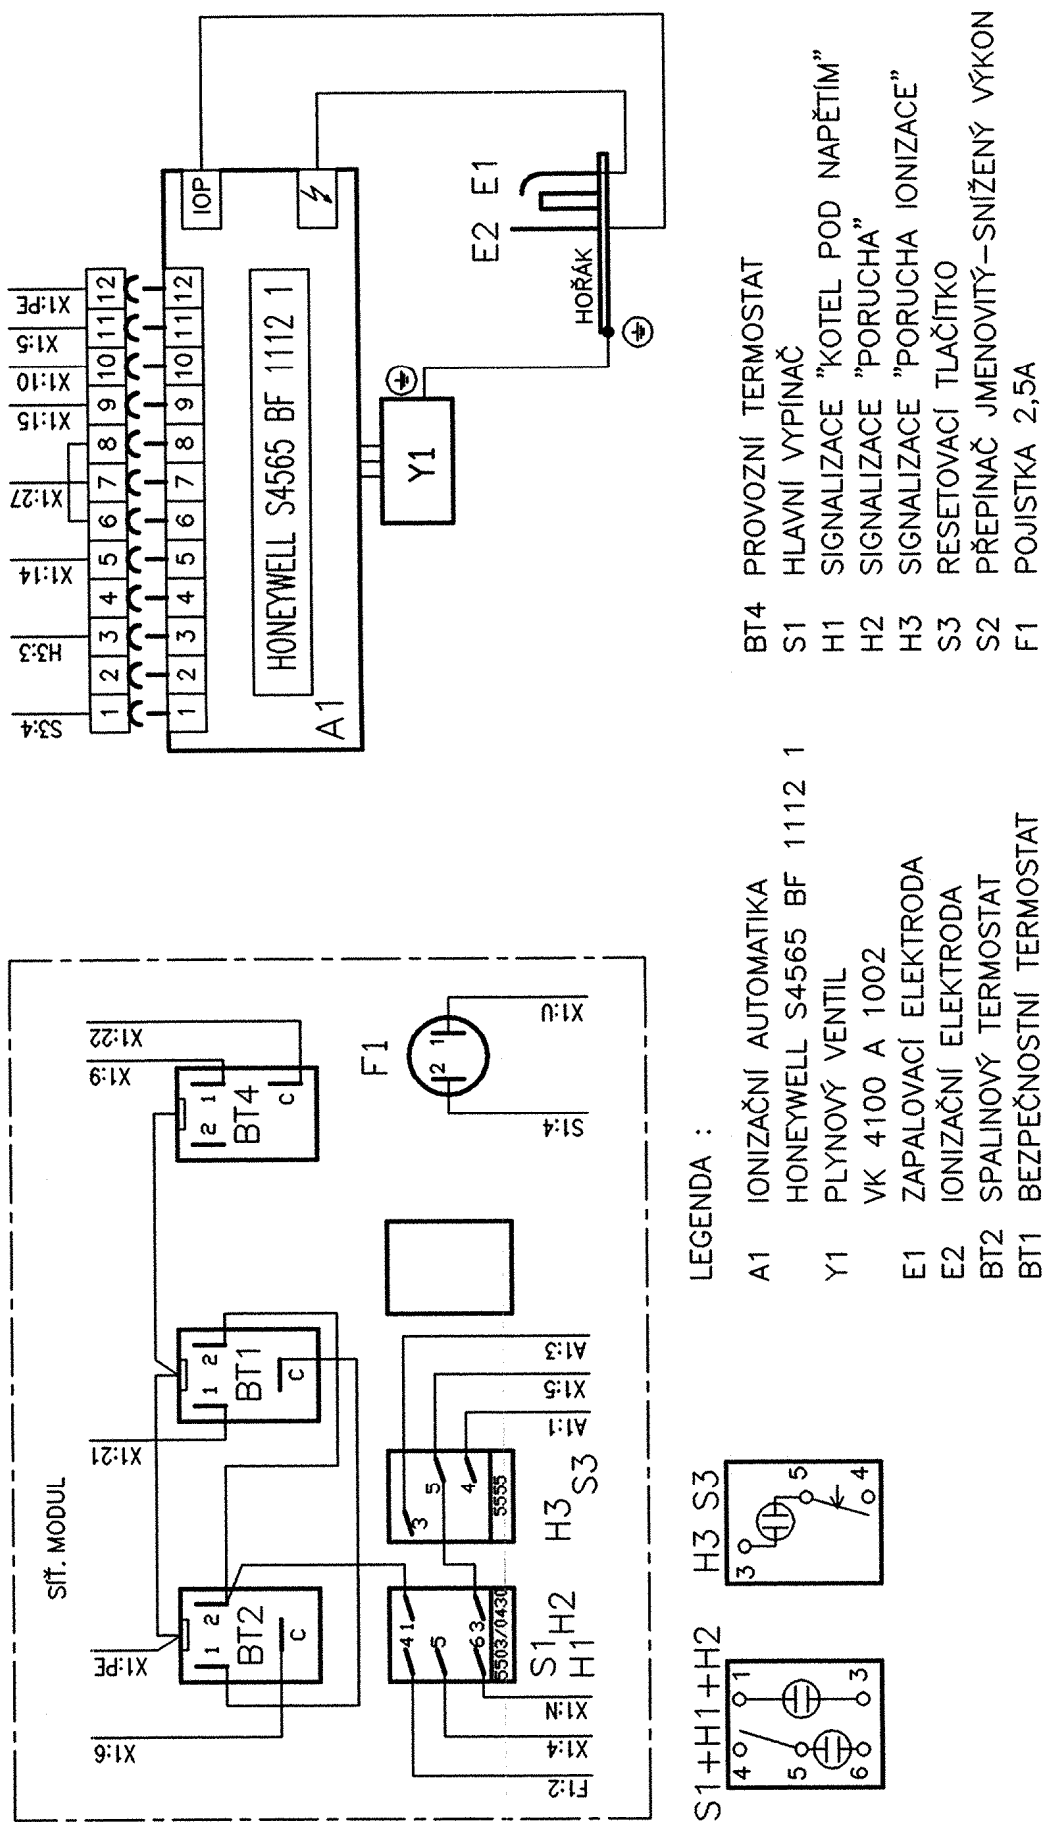 SÍŤ. MODUL
X1:6
X1:PE
X1:21
X1:9
X1:22
BT2
1
2
C
BT1
1
2
C
BT4
2
1
C
F1
2
1
S1:4
X1:U
4
1
5
6
3
5503/0430
S1
H2
H1
F1:2
X1:4
X1:N
3
5
4
5555
H3
S3
A1:1
X1:5
A1:3
S3:4
H3:3
X1:14
X1:27
X1:15
X1:10
X1:5
X1:PE
1 2 3 4 5 6 7 8 9 10 11 12
1 2 3 4 5 6 7 8 9 10 11 12
HONEYWELL S4565 BF 1112 1
A1
IOP
Y1
E2 E1
HOŘÁK
S1+H1+H2
4
1
5
6
3
H3 S3
3
5
4
LEGENDA :
A1 IONIZAČNÍ AUTOMATIKA
HONEYWELL S4565 BF 1112 1
Y1 PLYNOVÝ VENTIL
VK 4100 A 1002
E1 ZAPALOVACÍ ELEKTRODA
E2 IONIZAČNÍ ELEKTRODA
BT2 SPALINOVÝ TERMOSTAT
BT1 BEZPEČNOSTNÍ TERMOSTAT
BT4 PROVOZNÍ TERMOSTAT
S1 HLAVNÍ VYPÍNAČ
H1 SIGNALIZACE "KOTEL POD NAPĚTÍM"
H2 SIGNALIZACE "PORUCHA"
H3 SIGNALIZACE "PORUCHA IONIZACE"
S3 RESETOVACÍ TLAČÍTKO
S2 PŘEPÍNAČ JMENOVITÝ-SNÍŽENÝ VÝKON
F1 POJISTKA 2,5A